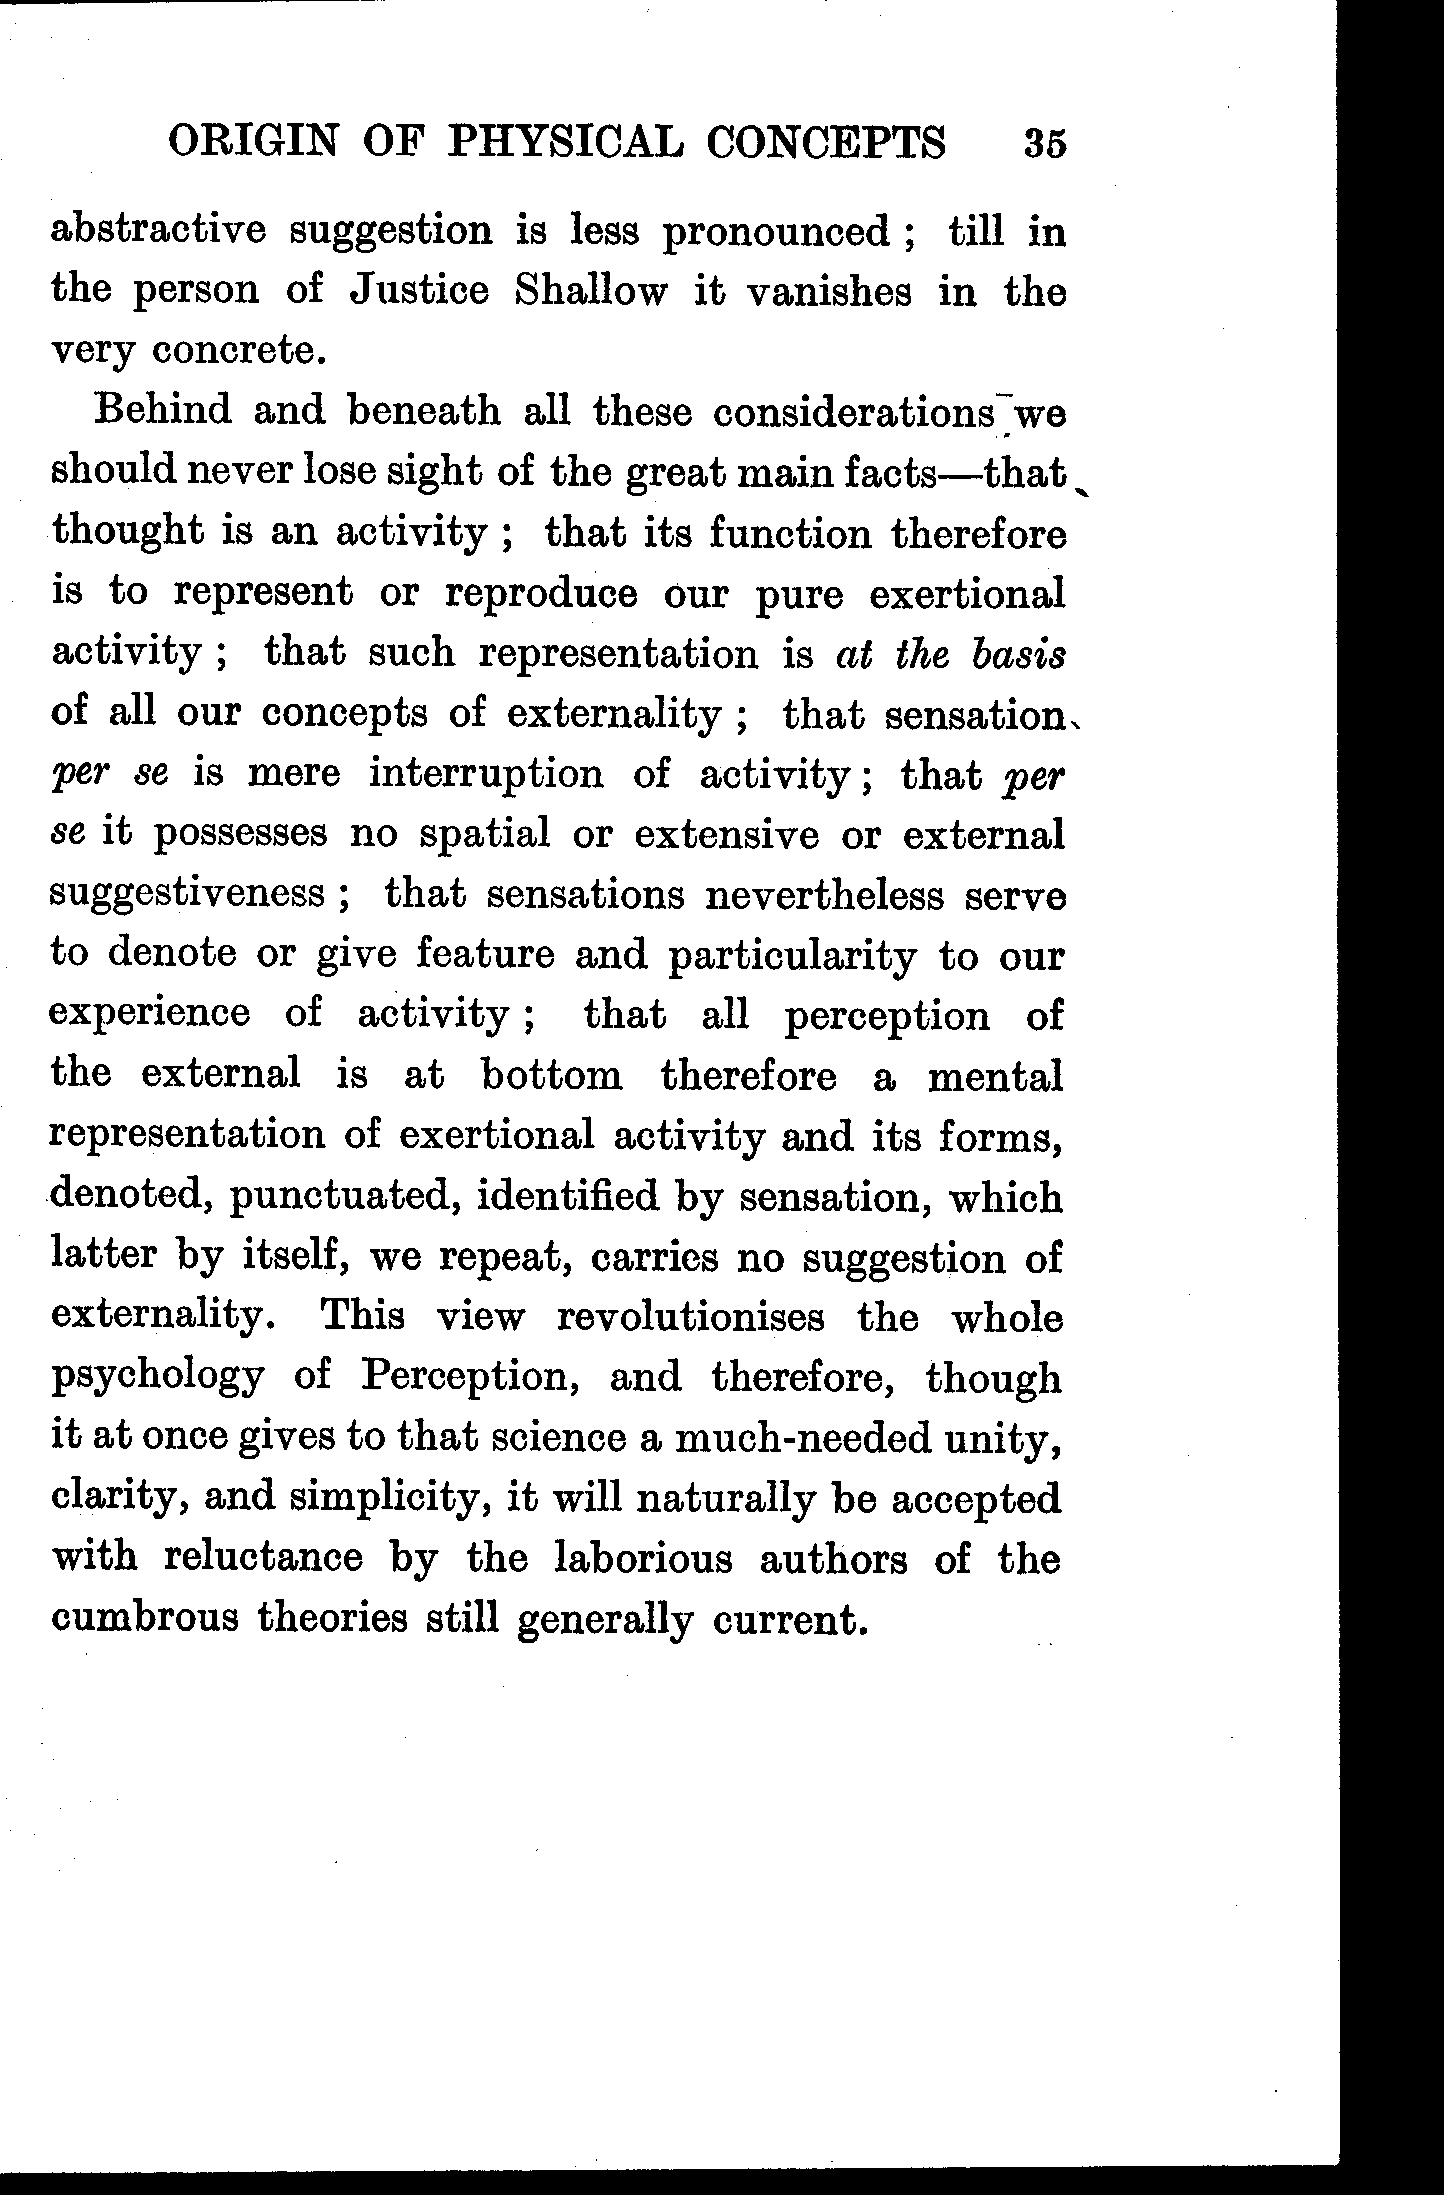 ORIGIN OF PHYSICAL CONCEPTS 35
abstractive suggestion is less pronounced ; till in
the person of Justice Shallow it vanishes in the
very concrete.
Behind and beneath all these considerations we
should never lose sight of the great main facts—that
thought is an activity ; that its function therefore
is to represent or reproduce our pure exertional
activity ; that such representation is at the basis
of all our concepts of externality ; that sensation
per se is mere interruption of activity ; that per
se it possesses no spatial or extensive or external
suggestiveness ; that sensations nevertheless serve
to denote or give feature and particularity to our
experience of activity ; that all perception of
the external is at bottom therefore a mental
representation of exertional activity and its forms,
denoted, punctuated, identified by sensation, which
latter by itself, we repeat, carries no suggestion of
externality. This view revolutionises the whole
psychology of Perception, and therefore, though
it at once gives to that science a much-needed unity,
clarity, and simplicity, it will naturally be accepted
with reluctance by the laborious authors of the
cumbrous theories still generally current.